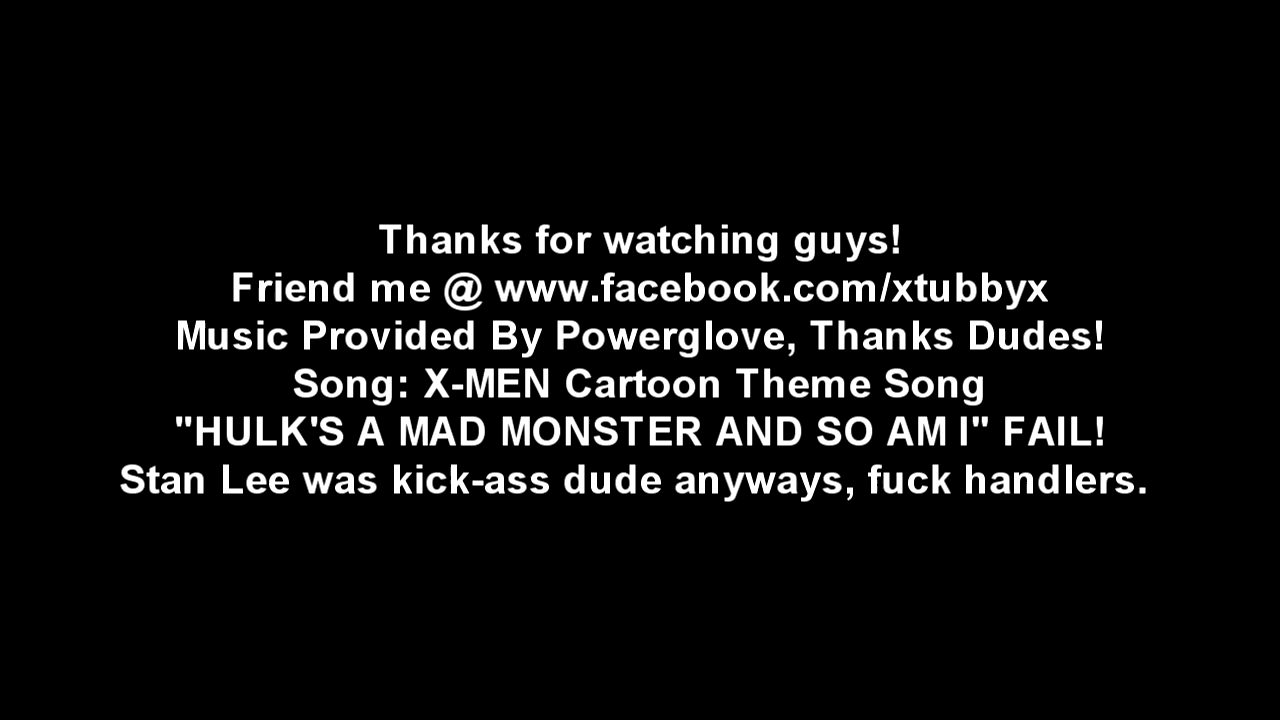 Thanks for watching guys!
Friend me @ www.facebook.com/xtubbyx
Music Provided By Powerglove, Thanks Dudes!
Song: X-MEN Cartoon Theme Song
"HULK'S A MAD MONSTER AND SO AM I" FAIL!
Stan Lee was kick-ass dude anyways, fuck handlers.